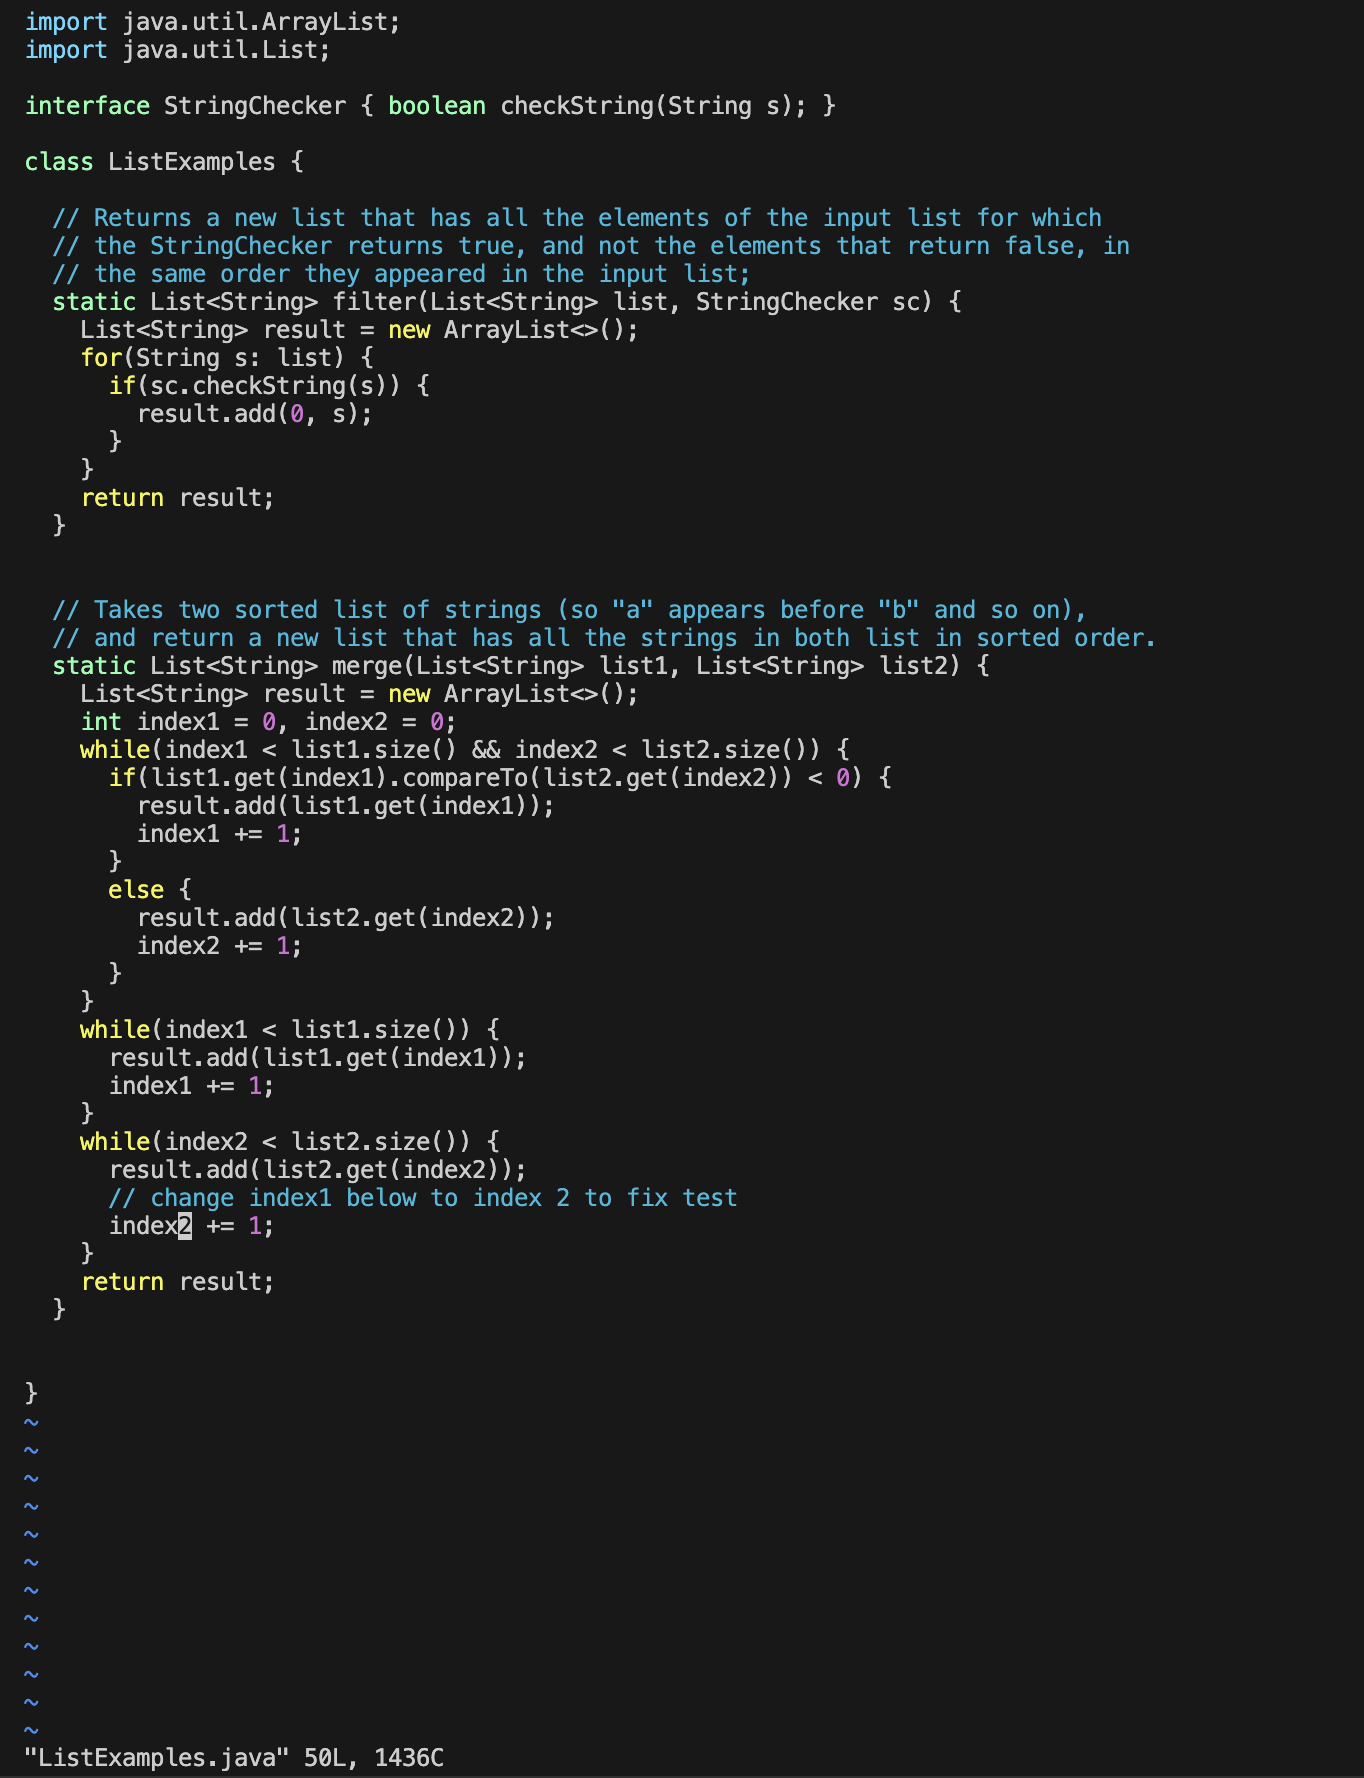 import java.util.ArrayList;
import java.util.List;

interface StringChecker { boolean checkString(String s); }

class ListExamples {

  // Returns a new list that has all the elements of the input list for which
  // the StringChecker returns true, and not the elements that return false, in
  // the same order they appeared in the input list;
  static List<String> filter(List<String> list, StringChecker sc) {
    List<String> result = new ArrayList<>();
    for(String s: list) {
      if(sc.checkString(s)) {
        result.add(0, s);
      }
    }
    return result;
  }


  // Takes two sorted list of strings (so "a" appears before "b" and so on),
  // and return a new list that has all the strings in both list in sorted order.
  static List<String> merge(List<String> list1, List<String> list2) {
    List<String> result = new ArrayList<>();
    int index1 = 0, index2 = 0;
    while(index1 < list1.size() && index2 < list2.size()) {
      if(list1.get(index1).compareTo(list2.get(index2)) < 0) {
        result.add(list1.get(index1));
        index1 += 1;
      }
      else {
        result.add(list2.get(index2));
        index2 += 1;
      }
    }
    while(index1 < list1.size()) {
      result.add(list1.get(index1));
      index1 += 1;
    }
    while(index2 < list2.size()) {
      result.add(list2.get(index2));
      // change index1 below to index 2 to fix test
      index2 += 1;
    }
    return result;
  }


}
~
~
~
~
~
~
~
~
~
~
~
~
"ListExamples.java" 50L, 1436C